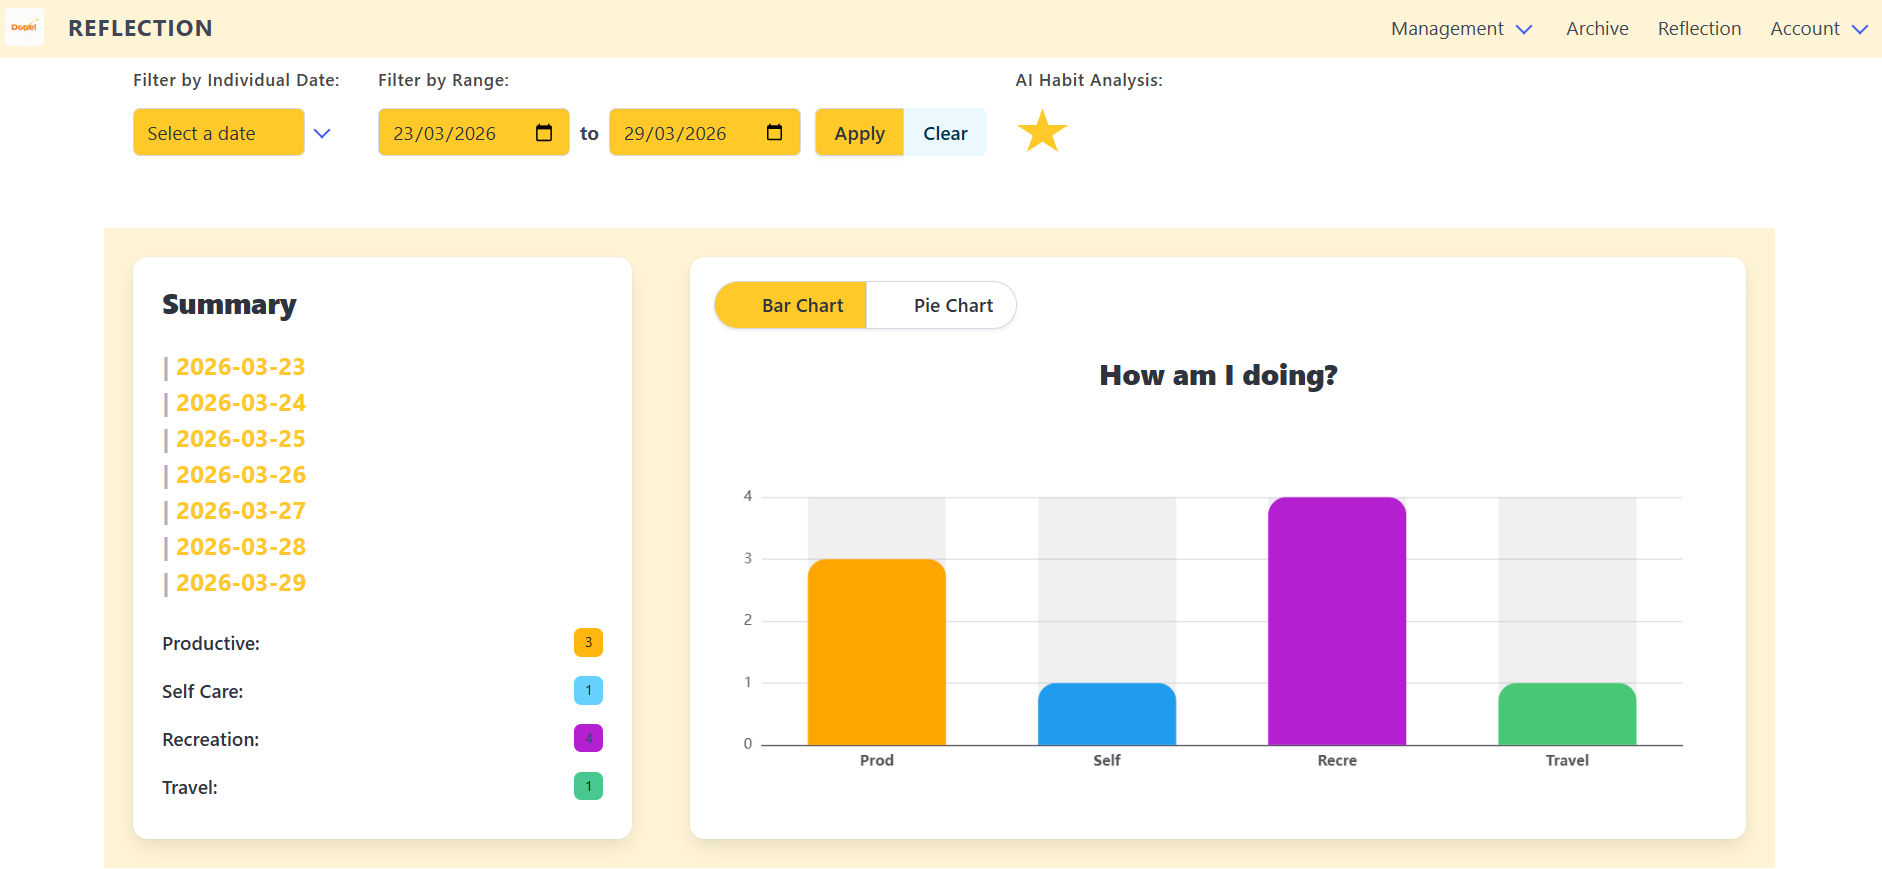 Donel
REFLECTION
Management
Archive
Reflection
Account
Filter by Individual Date:
Filter by Range:
AI Habit Analysis:
Select a date
23/03/2026
to
29/03/2026
Apply
Clear
Summary
2026-03-23
2026-03-24
2026-03-25
2026-03-26
2026-03-27
2026-03-28
2026-03-29
Productive: 3
Self Care: 1
Recreation: 4
Travel: 1
Bar Chart
Pie Chart
How am I doing?
4
3
2
1
0
Prod
Self
Recre
Travel